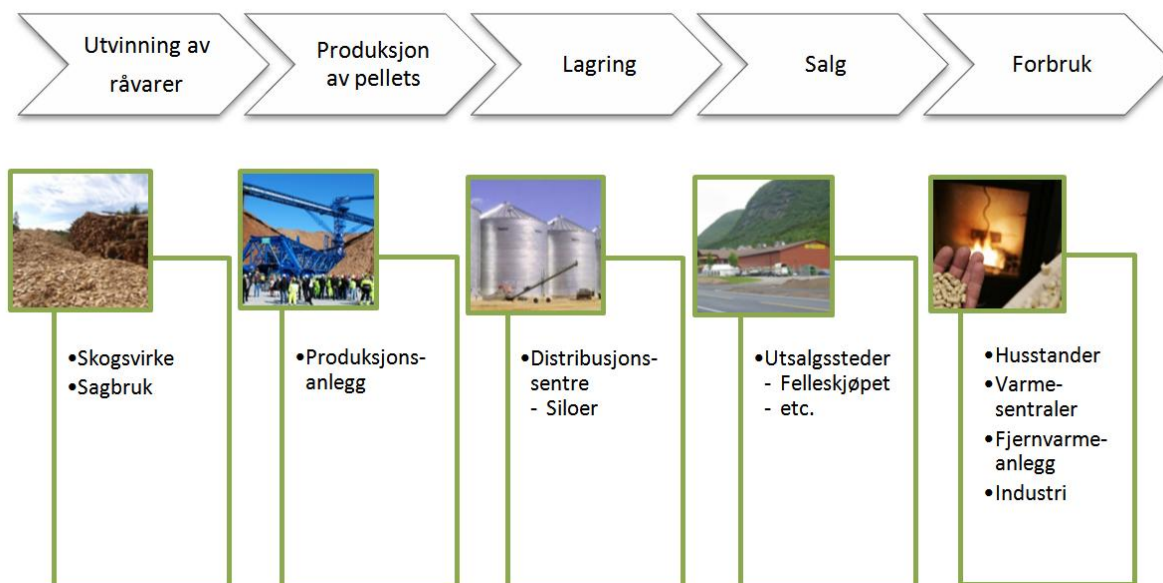 Utvinning av
råvarer
Produksjon
av pellets
Lagring
Salg
Forbruk
•Skogsvirke
•Sagbruk
•Produksjons-
anlegg
•Distribusjons-
sentre
- Siloer
•Utsalgssteder
- Felleskjøpet
- etc.
•Husstander
•Varme-
sentraler
•Fjernvarme-
anlegg
•Industri